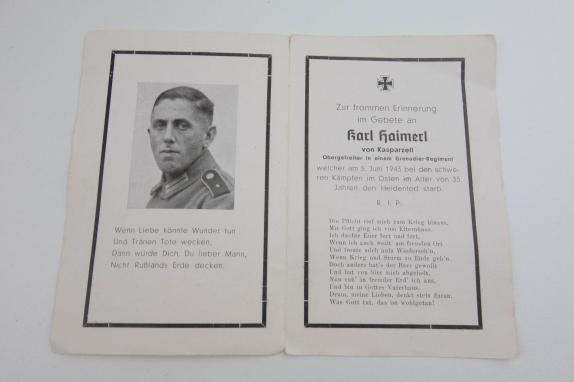 Wenn Liebe könnte Wunder tun
Und Tränen Tote wecken,
Dann würde Dich, Du lieber Mann,
Nicht Rußlands Erde decken.
Zur frommen Erinnerung
im Gebete an
Karl Haimerl
von Kasparzell
Obergefreiter in einem Grenadier-Regiment
welcher am 5. Juni 1943 bei den schwe-
ren Kämpfen im Osten im Alter von 35
Jahren den Heldentod starb.
R. I. P.
Die Pflicht rief mich zum Krieg hinaus,
Mit Gott ging ich vom Elternhaus.
Ich dachte Euer fort und fort,
Wenn ich auch weilt' am fremden Ort
Und freute mich aufs Wiederseh'n,
Wenn Krieg und Sturm zu Ende geh'n.
Doch anders hat's der Herr gewollt
Und hat von hier mich abgeholt.
Nun ruh' in fremder Erd' ich aus,
Und bin in Gottes Vaterhaus.
Drum, meine Lieben, denkt stets daran,
Was Gott tut, das ist wohlgetan!